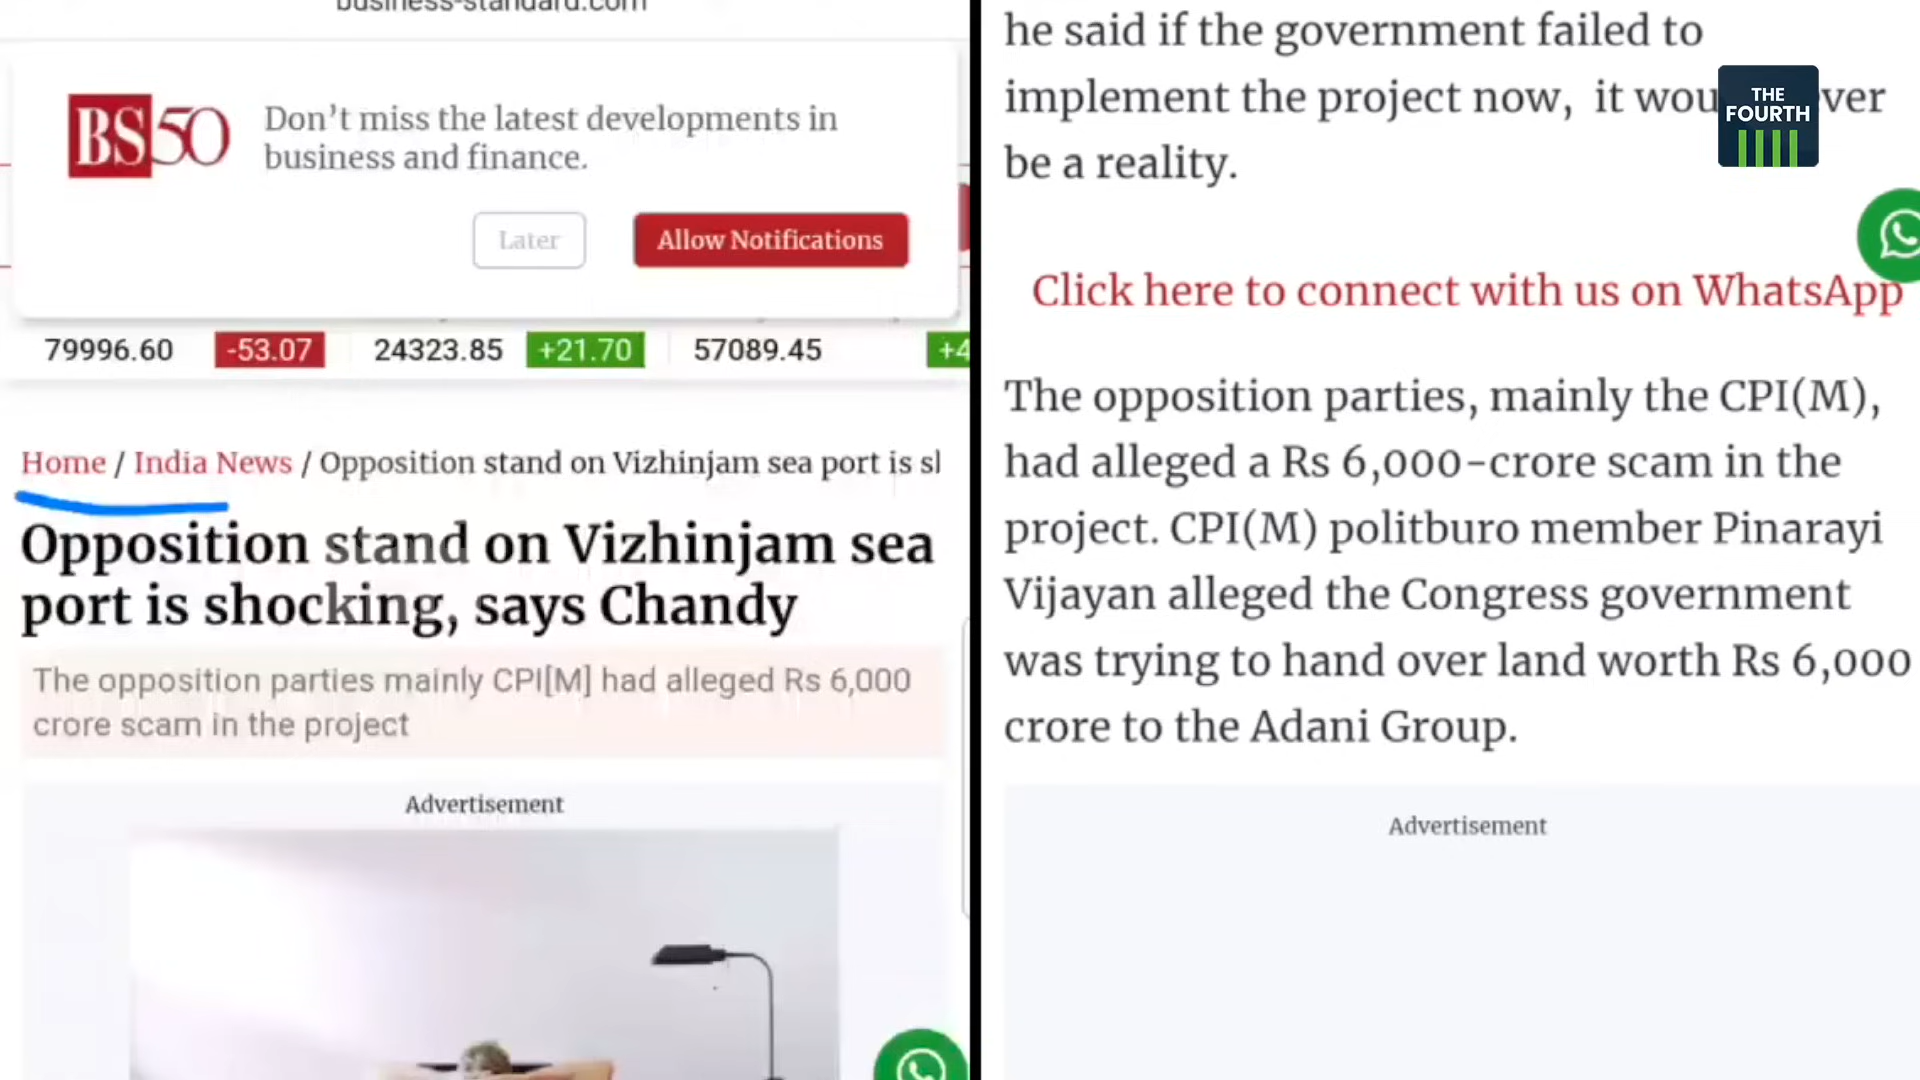 business-standard.com
BS50
Don't miss the latest developments in
business and finance.
Later
Allow Notifications
79996.60 -53.07 24323.85 +21.70 57089.45 +4
Home / India News / Opposition stand on Vizhinjam sea port is sl
Opposition stand on Vizhinjam sea
port is shocking, says Chandy
The opposition parties mainly CPI[M] had alleged Rs 6,000
crore scam in the project
Advertisement
he said if the government failed to
implement the project now, it wou ver
be a reality.
THE
FOURTH
Click here to connect with us on WhatsApp
The opposition parties, mainly the CPI(M),
had alleged a Rs 6,000-crore scam in the
project. CPI(M) politburo member Pinarayi
Vijayan alleged the Congress government
was trying to hand over land worth Rs 6,000
crore to the Adani Group.
Advertisement